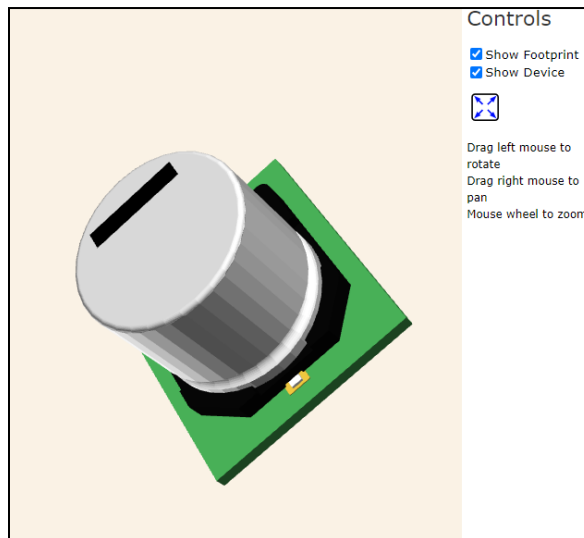 Controls
Show Footprint
Show Device
Drag left mouse to
rotate
Drag right mouse to
pan
Mouse wheel to zoom